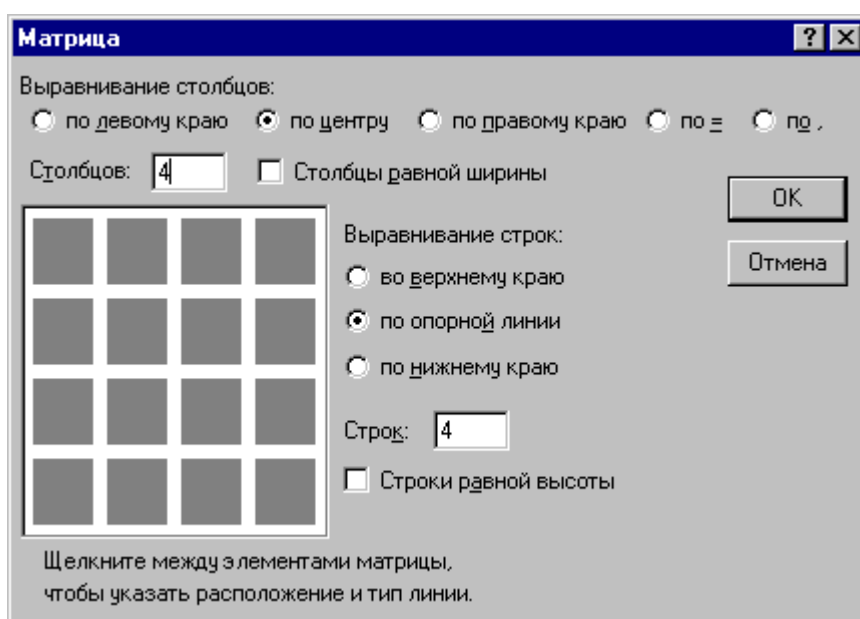 Матрица
Выравнивание столбцов:
по левому краю по центру по правому краю по = по ,
Столбцов: 4 Столбцы равной ширины
OK
Выравнивание строк:
Отмена
во верхнему краю
по опорной линии
по нижнему краю
Строк: 4
Строки равной высоты
Щелкните между элементами матрицы,
чтобы указать расположение и тип линии.